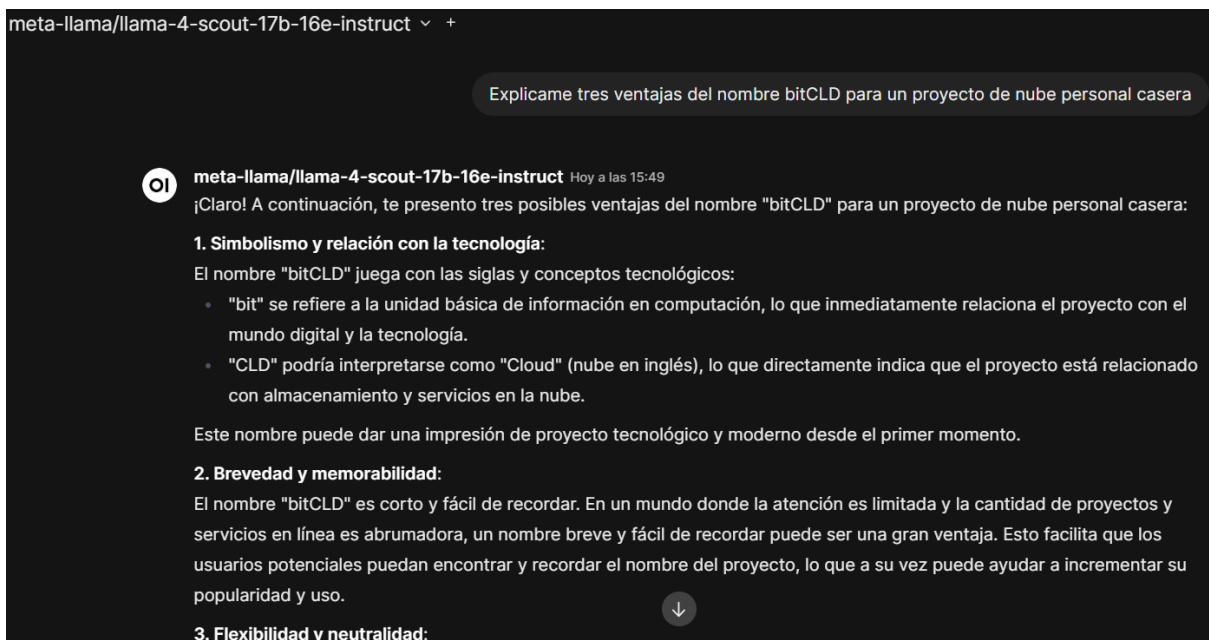 meta-llama/llama-4-scout-17b-16e-instruct
Explicame tres ventajas del nombre bitCLD para un proyecto de nube personal casera
OI meta-llama/llama-4-scout-17b-16e-instruct Hoy a las 15:49
¡Claro! A continuación, te presento tres posibles ventajas del nombre "bitCLD" para un proyecto de nube personal casera:
1. Simbolismo y relación con la tecnología:
El nombre "bitCLD" juega con las siglas y conceptos tecnológicos:
• "bit" se refiere a la unidad básica de información en computación, lo que inmediatamente relaciona el proyecto con el
mundo digital y la tecnología.
• "CLD" podría interpretarse como "Cloud" (nube en inglés), lo que directamente indica que el proyecto está relacionado
con almacenamiento y servicios en la nube.
Este nombre puede dar una impresión de proyecto tecnológico y moderno desde el primer momento.
2. Brevedad y memorabilidad:
El nombre "bitCLD" es corto y fácil de recordar. En un mundo donde la atención es limitada y la cantidad de proyectos y
servicios en línea es abrumadora, un nombre breve y fácil de recordar puede ser una gran ventaja. Esto facilita que los
usuarios potenciales puedan encontrar y recordar el nombre del proyecto, lo que a su vez puede ayudar a incrementar su
popularidad y uso.
3. Flexibilidad y neutralidad: